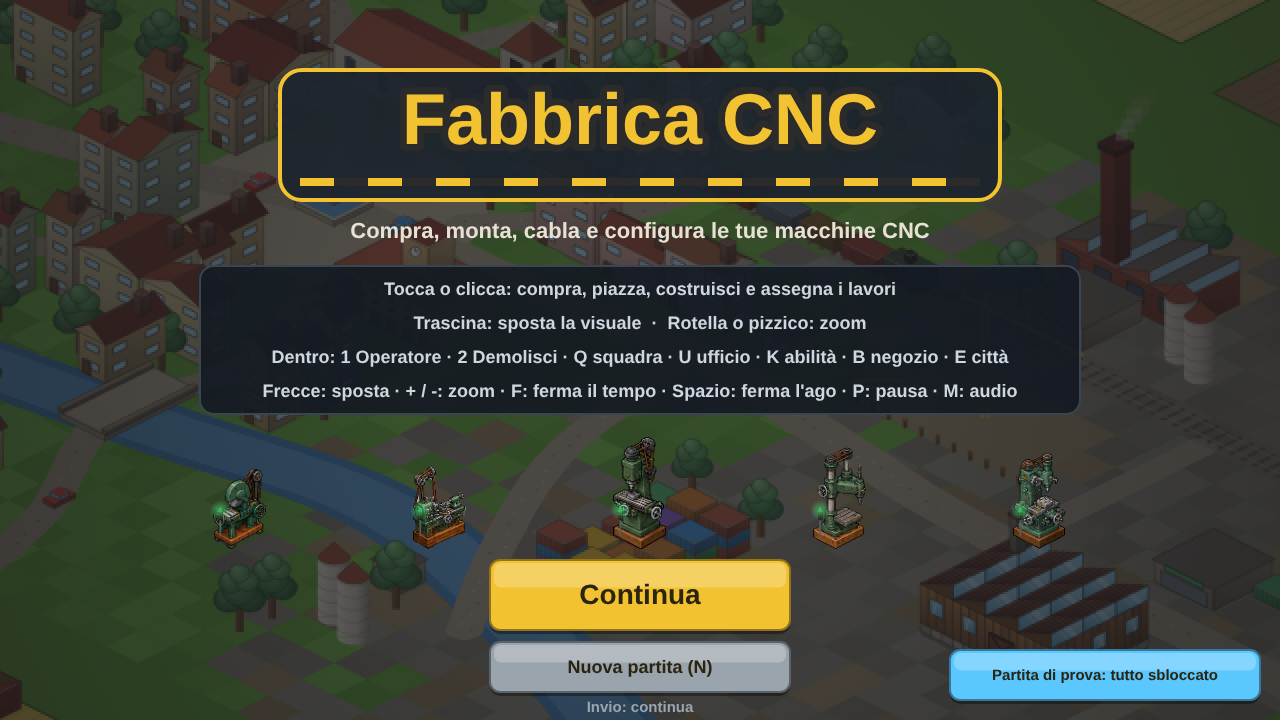 Fabbrica CNC
Compra, monta, cabla e configura le tue macchine CNC
Tocca o clicca: compra, piazza, costruisci e assegna i lavori
Trascina: sposta la visuale · Rotella o pizzico: zoom
Dentro: 1 Operatore · 2 Demolisci · Q squadra · U ufficio · K abilità · B negozio · E città
Frecce: sposta · + / -: zoom · F: ferma il tempo · Spazio: ferma l'ago · P: pausa · M: audio
Continua
Nuova partita (N)
Partita di prova: tutto sbloccato
Invio: continua